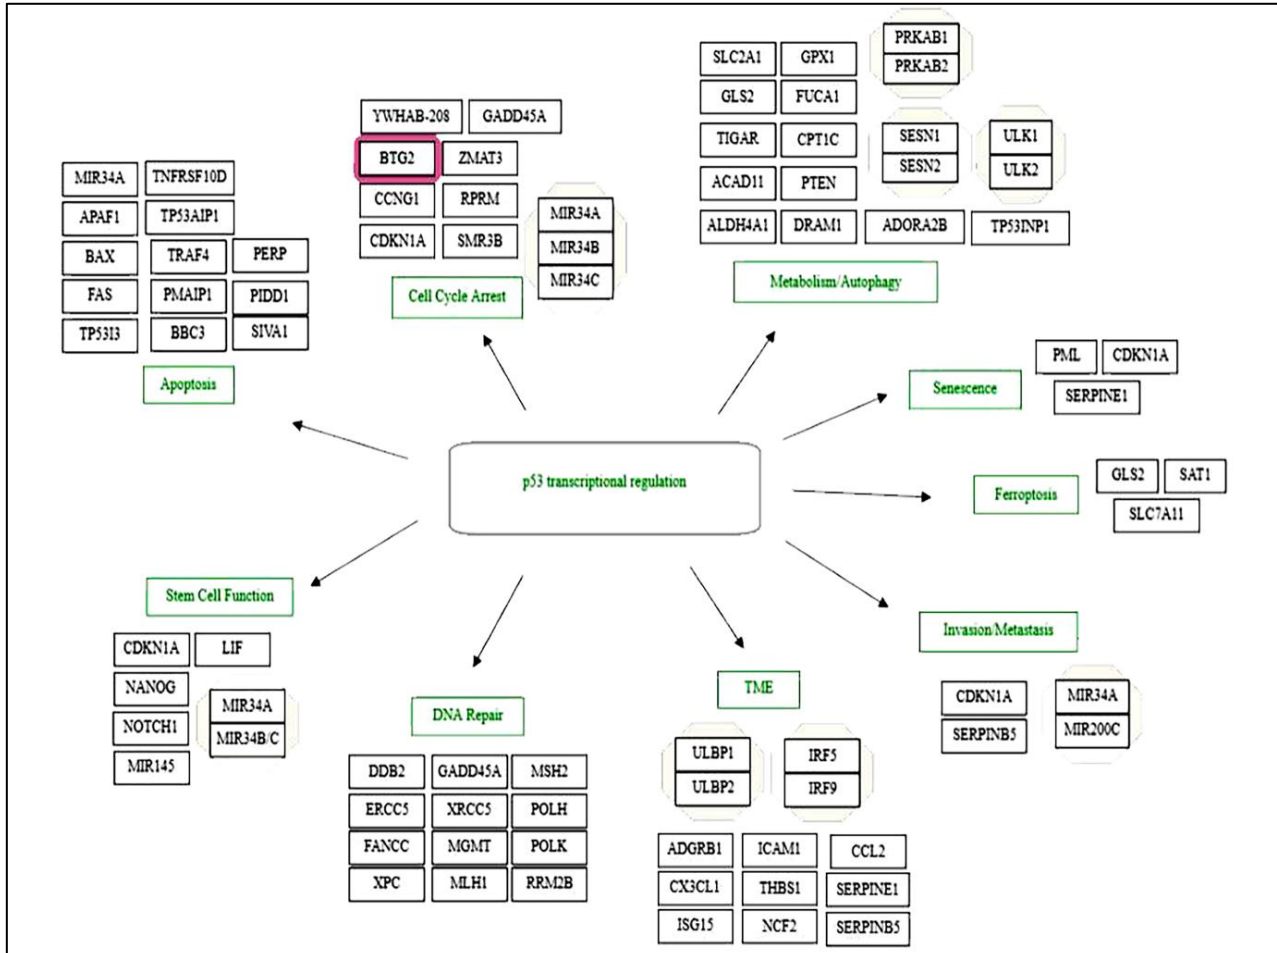 PRKAB1
PRKAB2
SLC2A1 GPX1
GLS2 FUCA1
TIGAR CPT1C
SESN1
SESN2
ULK1
ULK2
ACAD11 PTEN
ALDH4A1 DRAM1 ADORA2B TP53INP1
Metabolism/Autophagy
YWHAB-208 GADD45A
BTG2 ZMAT3
CCNG1 RPRM
CDKN1A SMR3B
MIR34A
MIR34B
MIR34C
Cell Cycle Arrest
MIR34A TNFRSF10D
APAF1 TP53AIP1
BAX TRAF4 PERP
FAS PMAIP1 PIDD1
TP53I3 BBC3 SIVA1
Apoptosis
Senescence
PML CDKN1A
SERPINE1
p53 transcriptional regulation
Ferroptosis
GLS2 SAT1
SLC7A11
Stem Cell Function
CDKN1A LIF
NANOG
NOTCH1
MIR145
MIR34A
MIR34B/C
DNA Repair
DDB2 GADD45A MSH2
ERCC5 XRCC5 POLH
FANCC MGMT POLK
XPC MLH1 RRM2B
TME
ULBP1
ULBP2
IRF5
IRF9
ADGRB1 ICAM1 CCL2
CX3CL1 THBS1 SERPINE1
ISG15 NCF2 SERPINB5
Invasion/Metastasis
CDKN1A
SERPINB5
MIR34A
MIR200C